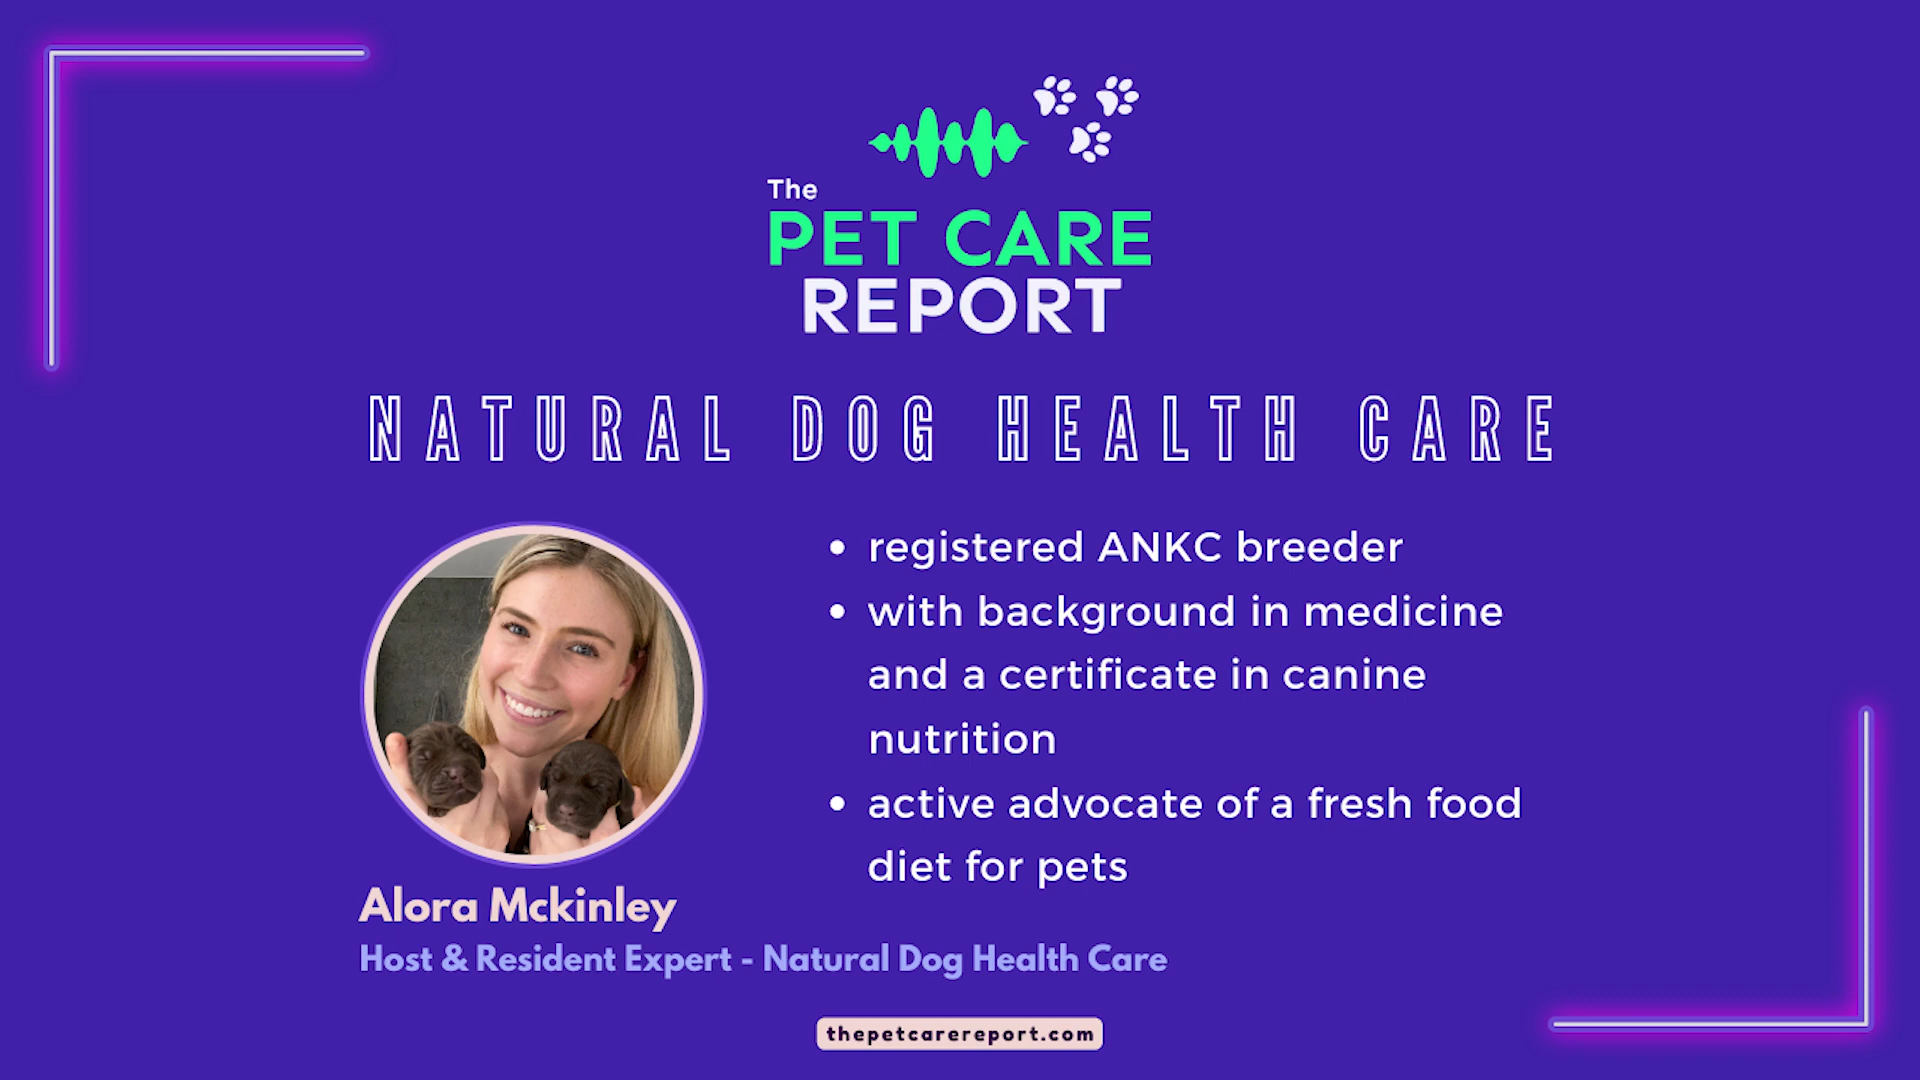 The
PET CARE
REPORT
NATURAL DOG HEALTH CARE
• registered ANKC breeder
• with background in medicine
and a certificate in canine
nutrition
• active advocate of a fresh food
diet for pets
Alora Mckinley
Host & Resident Expert - Natural Dog Health Care
thepetcarereport.com